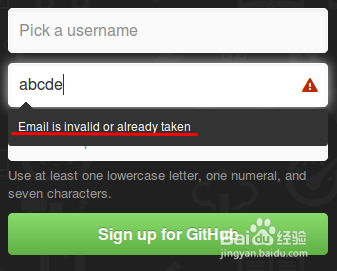 Pick a username
abcde
Email is invalid or already taken
Use at least one lowercase letter, one numeral, and
seven characters.
Sign up for GitHub
Baidu 经验
jingyan.baidu.com